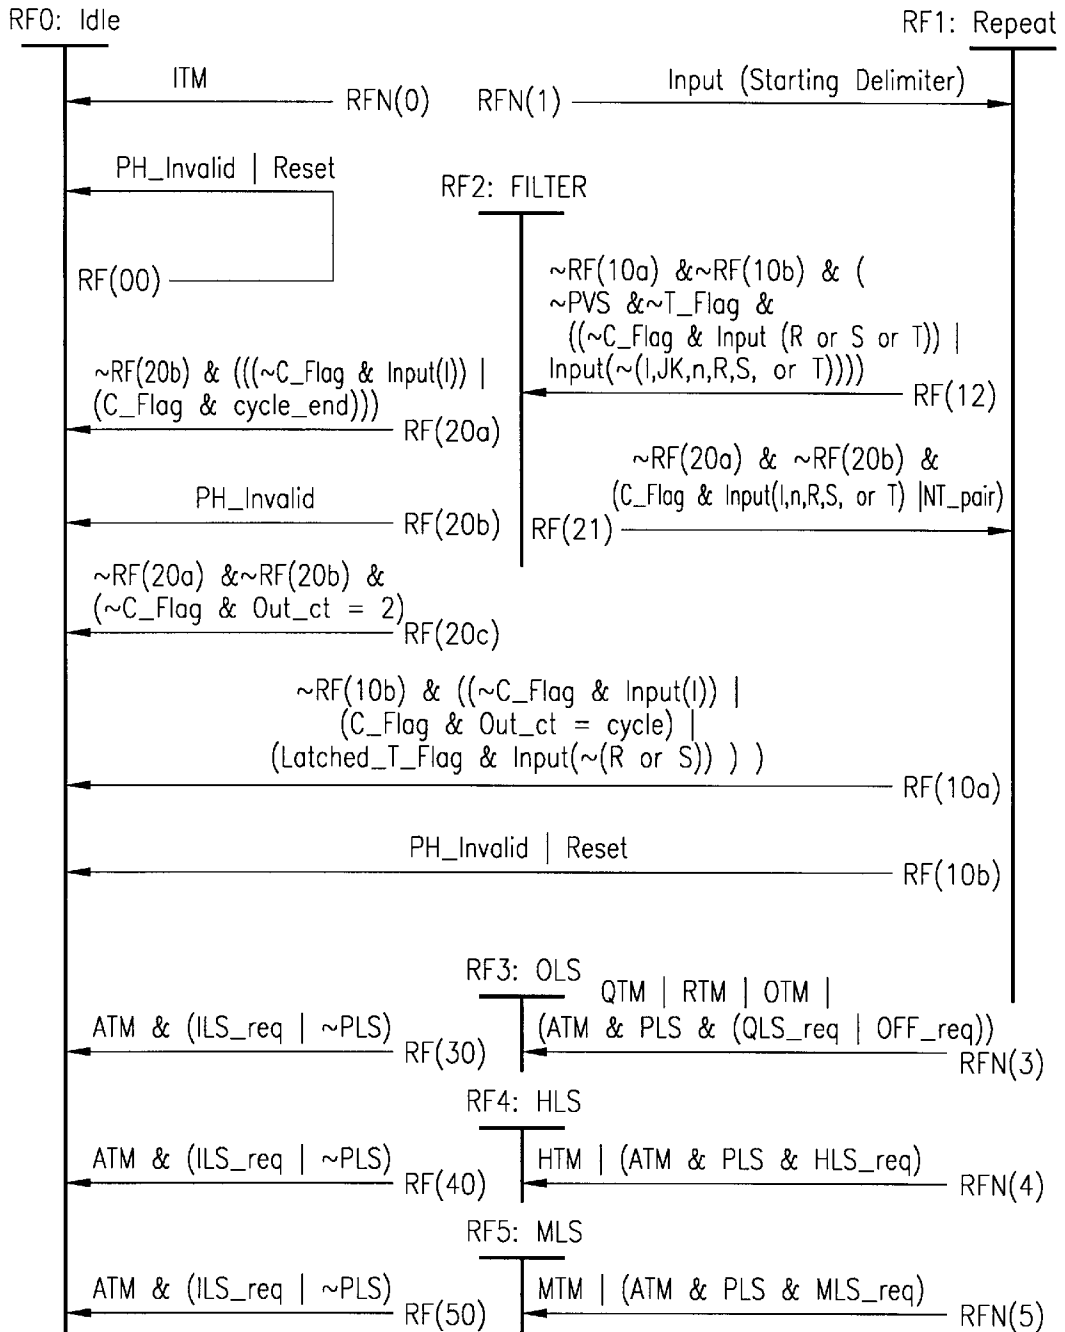 RF0: Idle
RF1: Repeat
ITM
RFN(0)
RFN(1)
Input (Starting Delimiter)
PH_Invalid | Reset
RF(00)
RF2: FILTER
~RF(10a) &~RF(10b) & (
~PVS &~T_Flag &
((~C_Flag & Input (R or S or T)) |
Input(~(I,JK,n,R,S, or T))))
RF(12)
~RF(20b) & (((~C_Flag & Input(I)) |
(C_Flag & cycle_end)))
RF(20a)
~RF(20a) & ~RF(20b) &
(C_Flag & Input(I,n,R,S, or T) |NT_pair)
RF(21)
PH_Invalid
RF(20b)
~RF(20a) &~RF(20b) &
(~C_Flag & Out_ct = 2)
RF(20c)
~RF(10b) & ((~C_Flag & Input(I)) |
(C_Flag & Out_ct = cycle) |
(Latched_T_Flag & Input(~(R or S)) ) )
RF(10a)
PH_Invalid | Reset
RF(10b)
RF3: OLS
QTM | RTM | OTM |
(ATM & PLS & (QLS_req | OFF_req))
RFN(3)
ATM & (ILS_req | ~PLS)
RF(30)
RF4: HLS
HTM | (ATM & PLS & HLS_req)
RFN(4)
ATM & (ILS_req | ~PLS)
RF(40)
RF5: MLS
MTM | (ATM & PLS & MLS_req)
RFN(5)
ATM & (ILS_req | ~PLS)
RF(50)